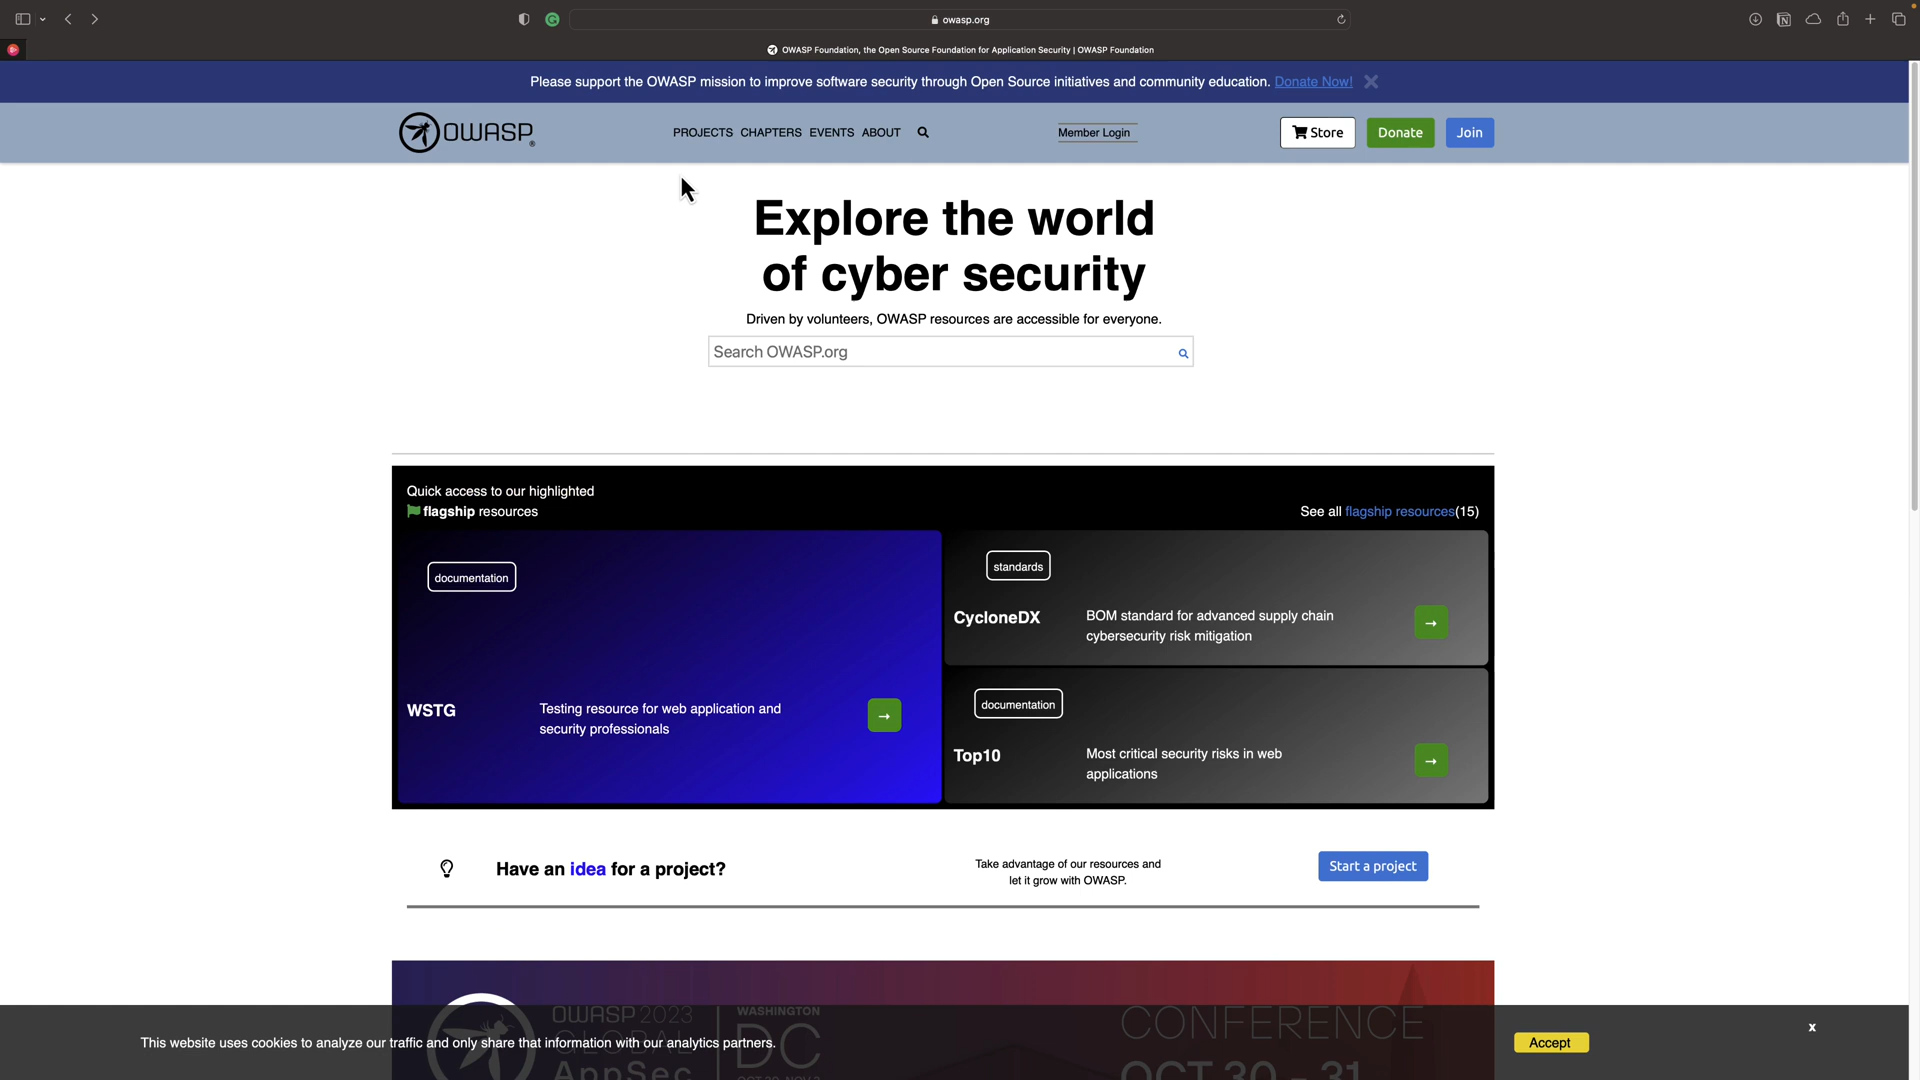 owasp.org
OWASP Foundation, the Open Source Foundation for Application Security | OWASP Foundation
Please support the OWASP mission to improve software security through Open Source initiatives and community education. Donate Now!
OWASP®
PROJECTS CHAPTERS EVENTS ABOUT
Member Login
Store
Donate
Join
Explore the world
of cyber security
Driven by volunteers, OWASP resources are accessible for everyone.
Search OWASP.org
Quick access to our highlighted
flagship resources
See all flagship resources(15)
documentation
WSTG
Testing resource for web application and
security professionals
→
standards
CycloneDX
BOM standard for advanced supply chain
cybersecurity risk mitigation
→
documentation
Top10
Most critical security risks in web
applications
→
Have an idea for a project?
Take advantage of our resources and
let it grow with OWASP.
Start a project
OWASP 2023
GLOBAL
AppSec
WASHINGTON
DC
CONFERENCE
OCT 30 - 31
This website uses cookies to analyze our traffic and only share that information with our analytics partners.
Accept
x